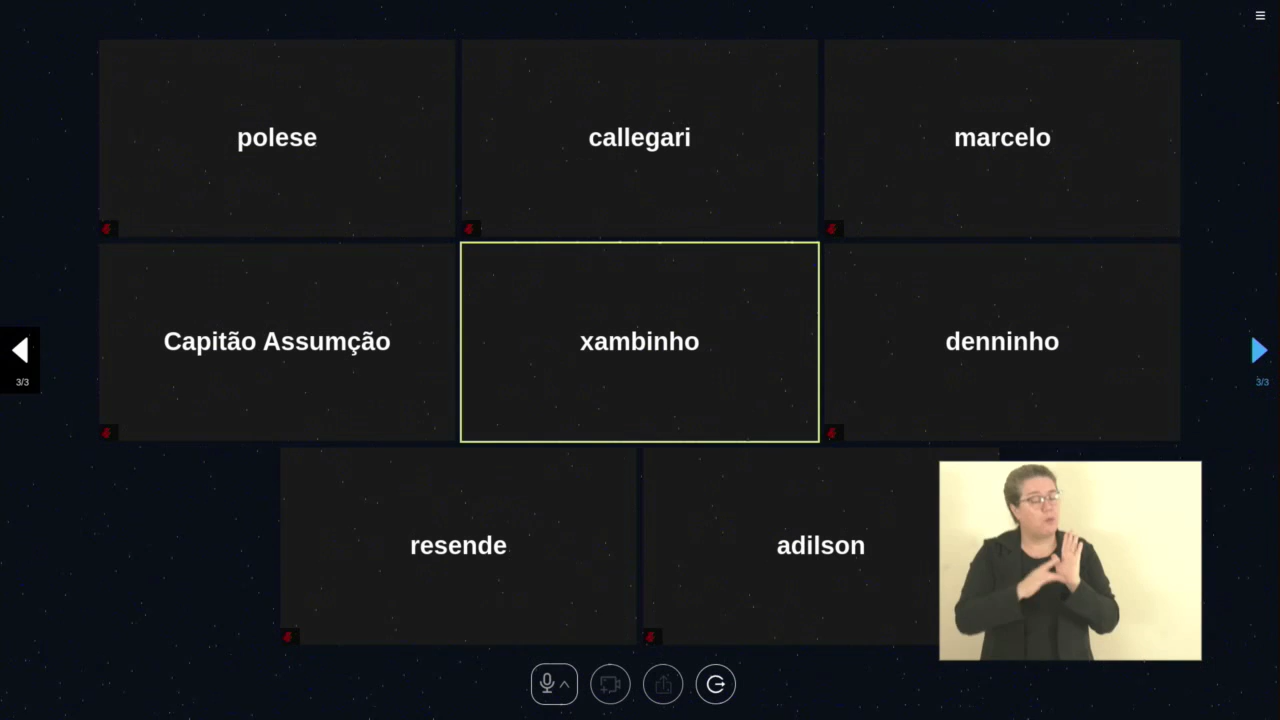 polese
callegari
marcelo
Capitão Assumção
xambinho
denninho
3/3
3/3
resende
adilson